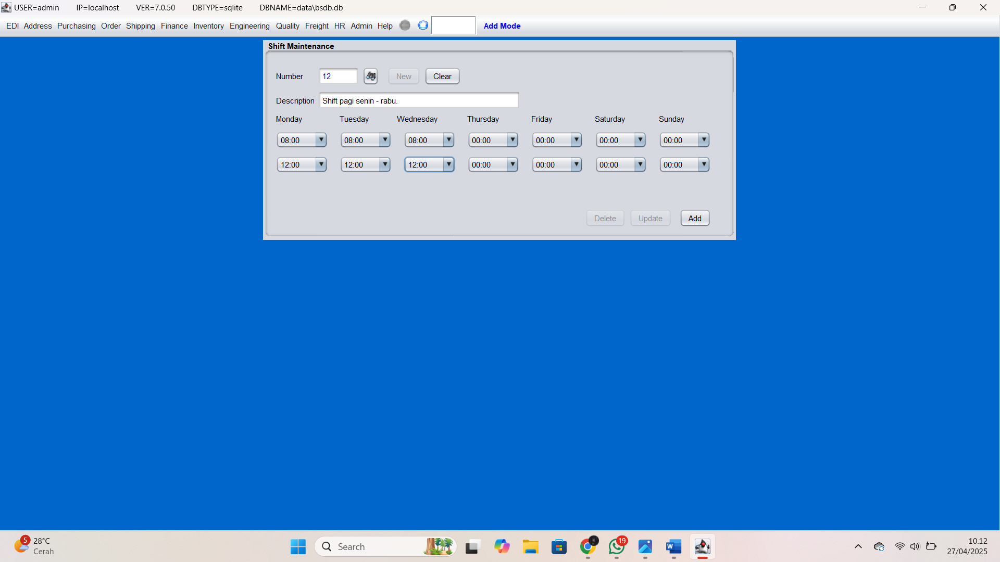 USER=admin IP=localhost VER=7.0.50 DBTYPE=sqlite DBNAME=data\bsdb.db
EDI Address Purchasing Order Shipping Finance Inventory Engineering Quality Freight HR Admin Help Add Mode
Shift Maintenance
Number 12 New Clear
Description Shift pagi senin - rabu.
Monday Tuesday Wednesday Thursday Friday Saturday Sunday
08:00 08:00 08:00 00:00 00:00 00:00 00:00
12:00 12:00 12:00 00:00 00:00 00:00 00:00
Delete Update Add
5 28°C
Cerah
Search
19
10.12
27/04/2025